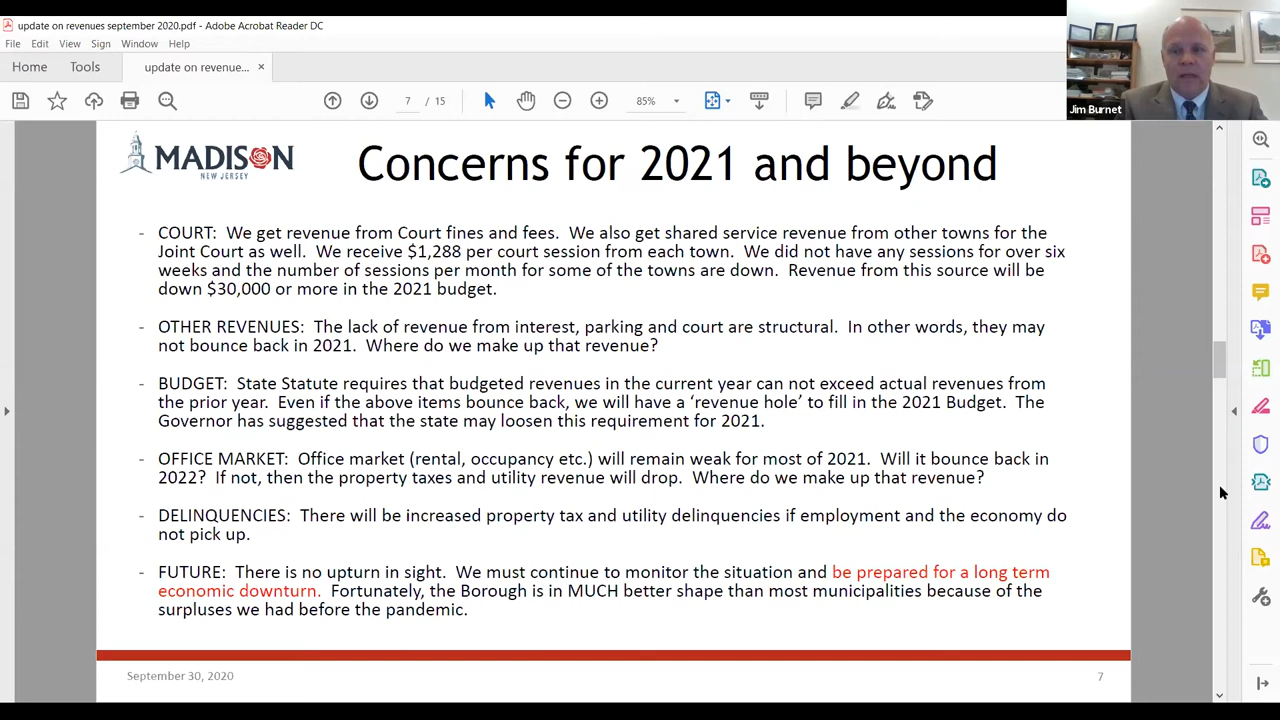 update on revenues september 2020.pdf - Adobe Acrobat Reader DC
File Edit View Sign Window Help
Home Tools update on revenue... ×
7 / 15 85%
Jim Burnet
MADISON
NEW JERSEY
Concerns for 2021 and beyond
- COURT: We get revenue from Court fines and fees. We also get shared service revenue from other towns for the
Joint Court as well. We receive $1,288 per court session from each town. We did not have any sessions for over six
weeks and the number of sessions per month for some of the towns are down. Revenue from this source will be
down $30,000 or more in the 2021 budget.
- OTHER REVENUES: The lack of revenue from interest, parking and court are structural. In other words, they may
not bounce back in 2021. Where do we make up that revenue?
- BUDGET: State Statute requires that budgeted revenues in the current year can not exceed actual revenues from
the prior year. Even if the above items bounce back, we will have a ‘revenue hole’ to fill in the 2021 Budget. The
Governor has suggested that the state may loosen this requirement for 2021.
- OFFICE MARKET: Office market (rental, occupancy etc.) will remain weak for most of 2021. Will it bounce back in
2022? If not, then the property taxes and utility revenue will drop. Where do we make up that revenue?
- DELINQUENCIES: There will be increased property tax and utility delinquencies if employment and the economy do
not pick up.
- FUTURE: There is no upturn in sight. We must continue to monitor the situation and be prepared for a long term
economic downturn. Fortunately, the Borough is in MUCH better shape than most municipalities because of the
surpluses we had before the pandemic.
September 30, 2020
7